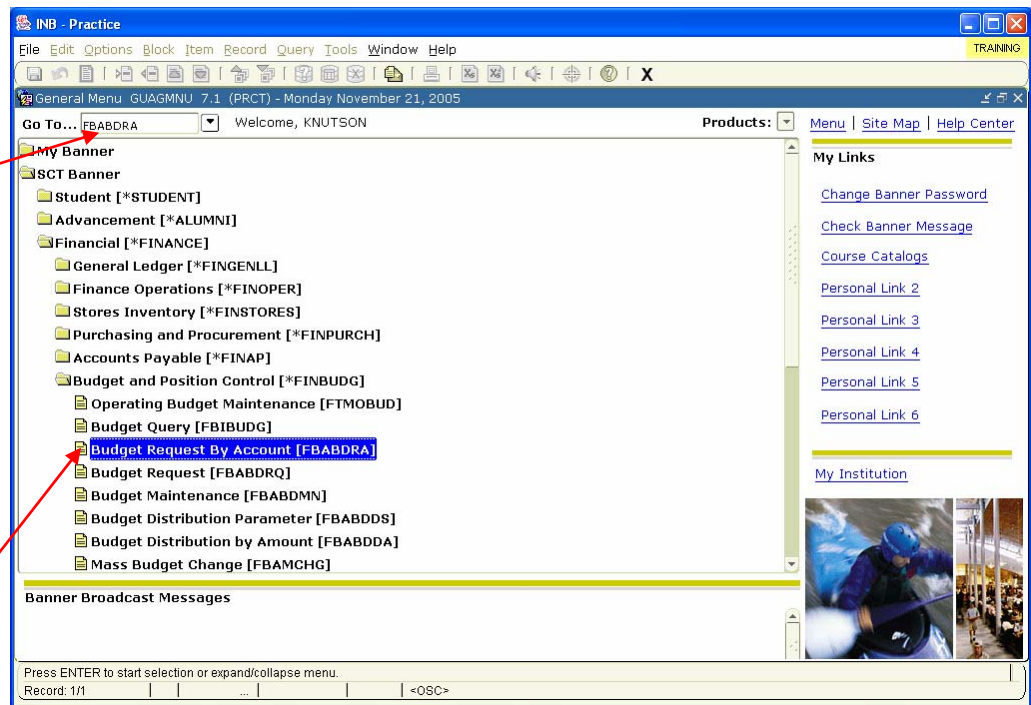 INB - Practice
File Edit Options Block Item Record Query Tools Window Help
TRAINING
X
General Menu GUAGMNU 7.1 (PRCT) - Monday November 21, 2005
Go To... FBABDRA Welcome, KNUTSON Products: Menu | Site Map | Help Center
My Banner
SCT Banner
Student [*STUDENT]
Advancement [*ALUMNI]
Financial [*FINANCE]
General Ledger [*FINGENLL]
Finance Operations [*FINOPER]
Stores Inventory [*FINSTORES]
Purchasing and Procurement [*FINPURCH]
Accounts Payable [*FINAP]
Budget and Position Control [*FINBUDG]
Operating Budget Maintenance [FTMOBUD]
Budget Query [FBIBUDG]
Budget Request By Account [FBABDRA]
Budget Request [FBABDRQ]
Budget Maintenance [FBABDMN]
Budget Distribution Parameter [FBABDDS]
Budget Distribution by Amount [FBABDDA]
Mass Budget Change [FBAMCHG]
My Links
Change Banner Password
Check Banner Message
Course Catalogs
Personal Link 2
Personal Link 3
Personal Link 4
Personal Link 5
Personal Link 6
My Institution
Banner Broadcast Messages
Press ENTER to start selection or expand/collapse menu.
Record: 1/1 ... <OSC>